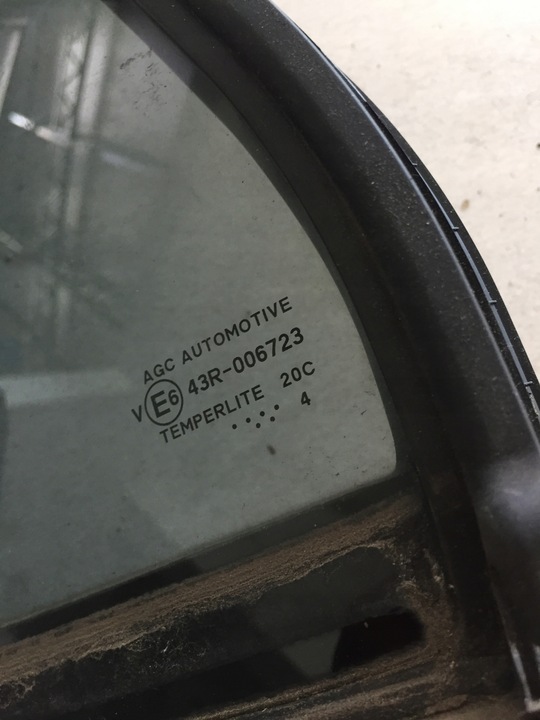 AGC AUTOMOTIVE
V E6 43R-006723
TEMPERLITE 20C
4